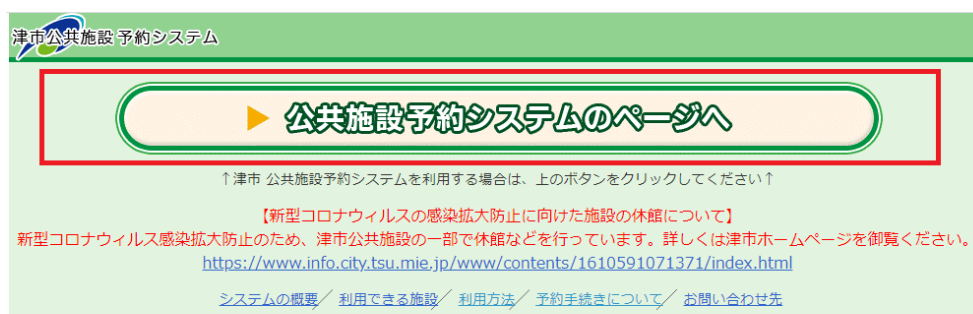 津市公共施設 予約システム
公共施設予約システムのページへ
↑津市 公共施設予約システムを利用する場合は、上のボタンをクリックしてください↑
【新型コロナウィルスの感染拡大防止に向けた施設の休館について】
新型コロナウィルス感染拡大防止のため、津市公共施設の一部で休館などを行っています。詳しくは津市ホームページを御覧ください。
https://www.info.city.tsu.mie.jp/www/contents/1610591071371/index.html
システムの概要／ 利用できる施設／ 利用方法／ 予約手続きについて／ お問い合わせ先